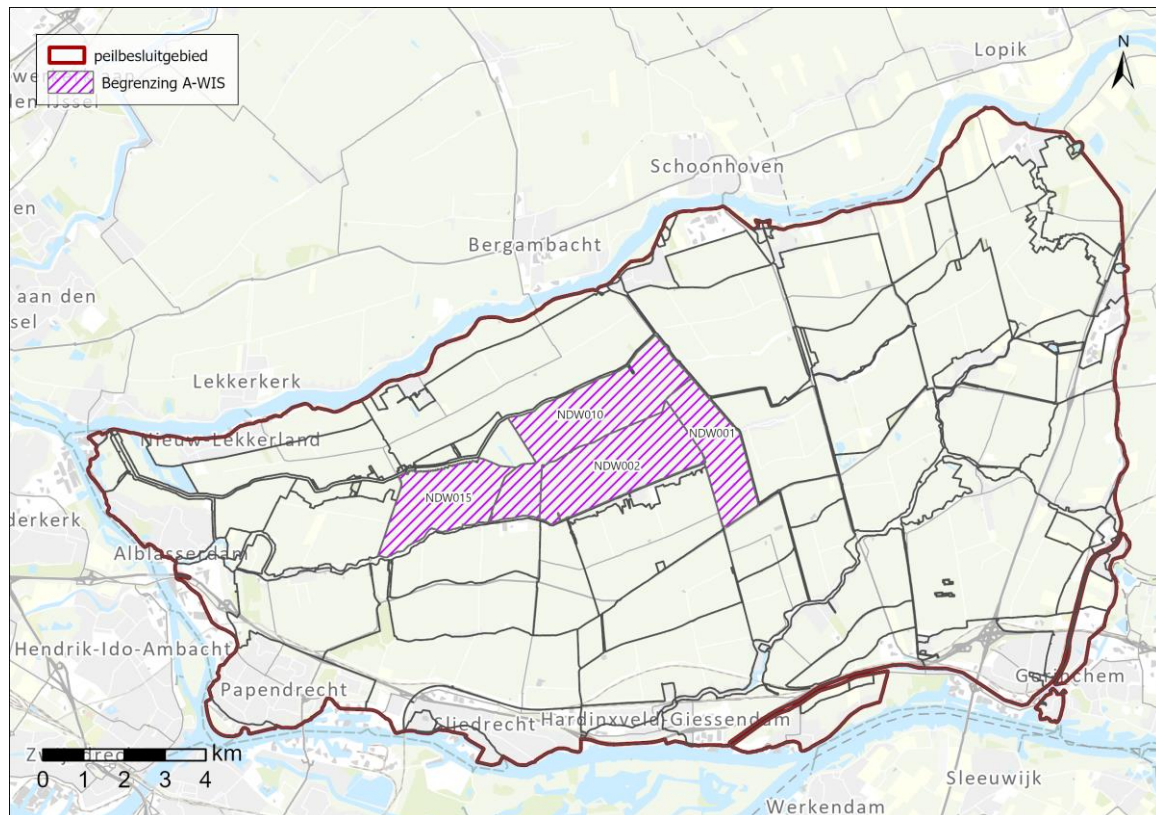 peilbesluitgebied
Begrenzing A-WIS
N
Lopik
Schoonhoven
Bergambacht
en
aan den
sel
Lekkerkerk
Nieuw-Lekkerland
NDW010
NDW001
NDW002
NDW015
derkerk
Alblasserdam
Hendrik-Ido-Ambacht
Papendrecht
Gorinchem
Sliedrecht
Hardinxveld-Giessendam
km
0 1 2 3 4
Sleeuwijk
Werkendam